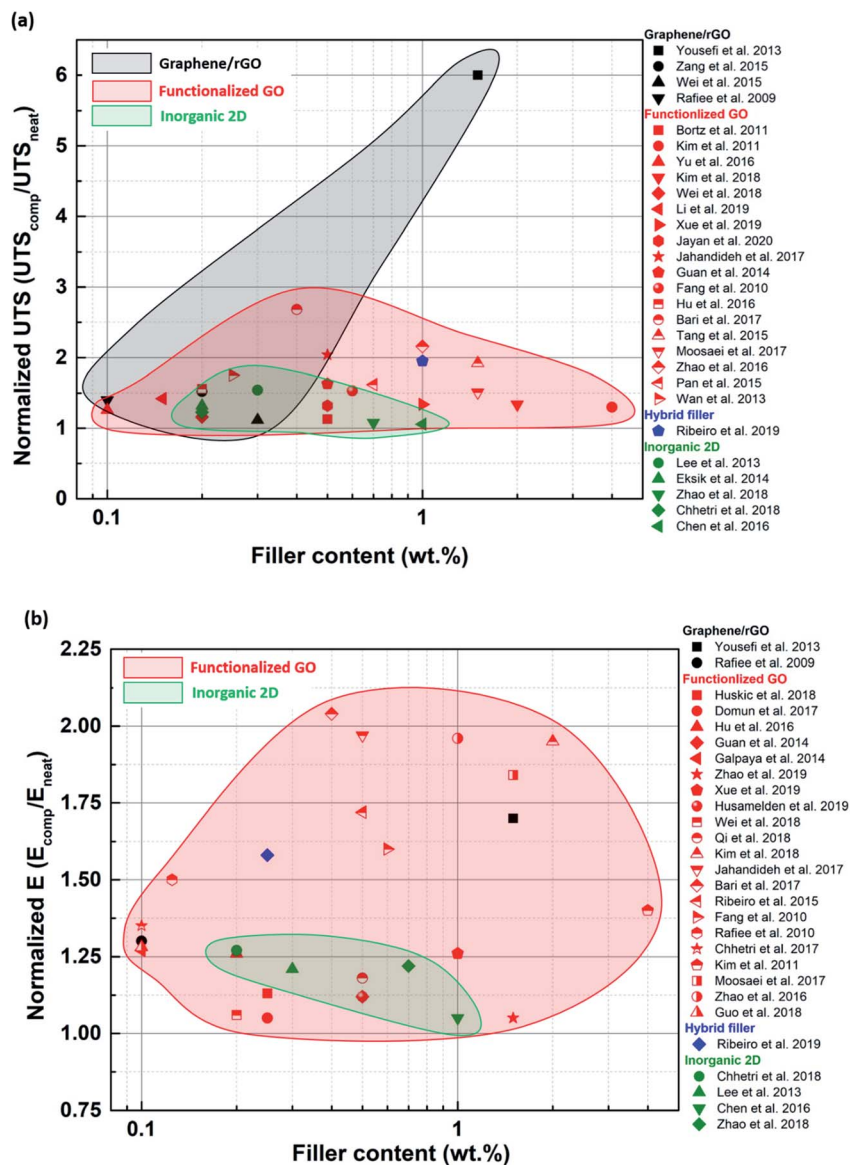 (a)
Normalized UTS (UTS_comp/UTS_neat)
6
5
4
3
2
1
0
Graphene/rGO
Functionalized GO
Inorganic 2D
0.1
1
Filler content (wt.%)
Graphene/rGO
Yousefi et al. 2013
Zang et al. 2015
Wei et al. 2015
Rafiee et al. 2009
Functionlized GO
Bortz et al. 2011
Kim et al. 2011
Yu et al. 2016
Kim et al. 2018
Wei et al. 2018
Li et al. 2019
Xue et al. 2019
Jayan et al. 2020
Jahandideh et al. 2017
Guan et al. 2014
Fang et al. 2010
Hu et al. 2016
Bari et al. 2017
Tang et al. 2015
Moosaei et al. 2017
Zhao et al. 2016
Pan et al. 2015
Wan et al. 2013
Hybrid filler
Ribeiro et al. 2019
Inorganic 2D
Lee et al. 2013
Eksik et al. 2014
Zhao et al. 2018
Chhetri et al. 2018
Chen et al. 2016
(b)
Normalized E (E_comp/E_neat)
2.25
2.00
1.75
1.50
1.25
1.00
0.75
Functionalized GO
Inorganic 2D
0.1
1
Filler content (wt.%)
Graphene/rGO
Yousefi et al. 2013
Rafiee et al. 2009
Functionlized GO
Huskic et al. 2018
Domun et al. 2017
Hu et al. 2016
Guan et al. 2014
Galpaya et al. 2014
Zhao et al. 2019
Xue et al. 2019
Husamelden et al. 2019
Wei et al. 2018
Qi et al. 2018
Kim et al. 2018
Jahandideh et al. 2017
Bari et al. 2017
Ribeiro et al. 2015
Fang et al. 2010
Rafiee et al. 2010
Chhetri et al. 2017
Kim et al. 2011
Moosaei et al. 2017
Zhao et al. 2016
Guo et al. 2018
Hybrid filler
Ribeiro et al. 2019
Inorganic 2D
Chhetri et al. 2018
Lee et al. 2013
Chen et al. 2016
Zhao et al. 2018